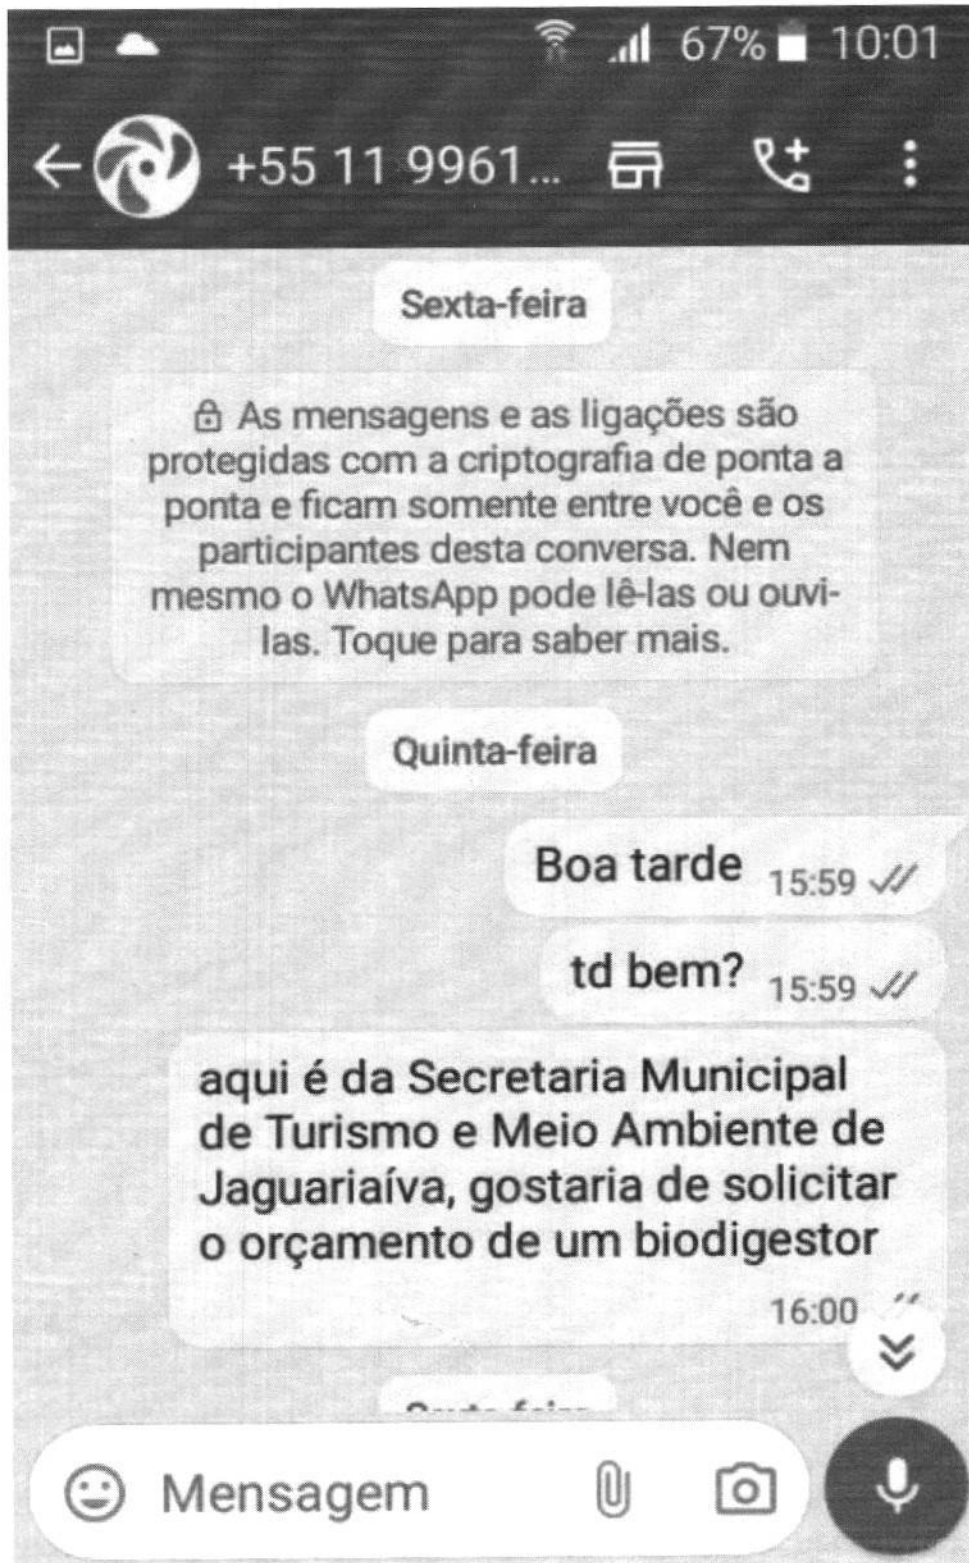 67% 10:01
+55 11 9961...
Sexta-feira
As mensagens e as ligações são
protegidas com a criptografia de ponta a
ponta e ficam somente entre você e os
participantes desta conversa. Nem
mesmo o WhatsApp pode lê-las ou ouvi-
las. Toque para saber mais.
Quinta-feira
Boa tarde 15:59
td bem? 15:59
aqui é da Secretaria Municipal
de Turismo e Meio Ambiente de
Jaguariaíva, gostaria de solicitar
o orçamento de um biodigestor
16:00
Mensagem